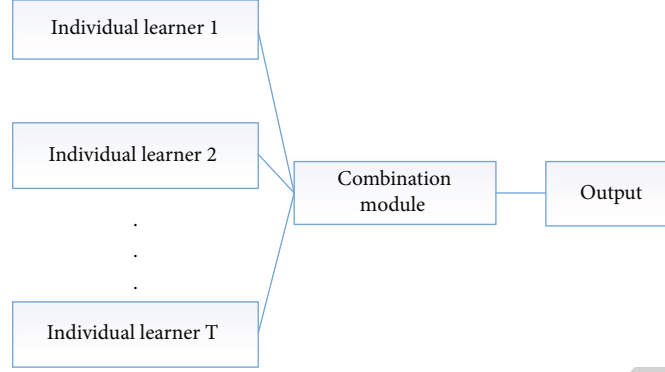 Individual learner 1
Individual learner 2
.
.
.
Individual learner T
Combination
module
Output